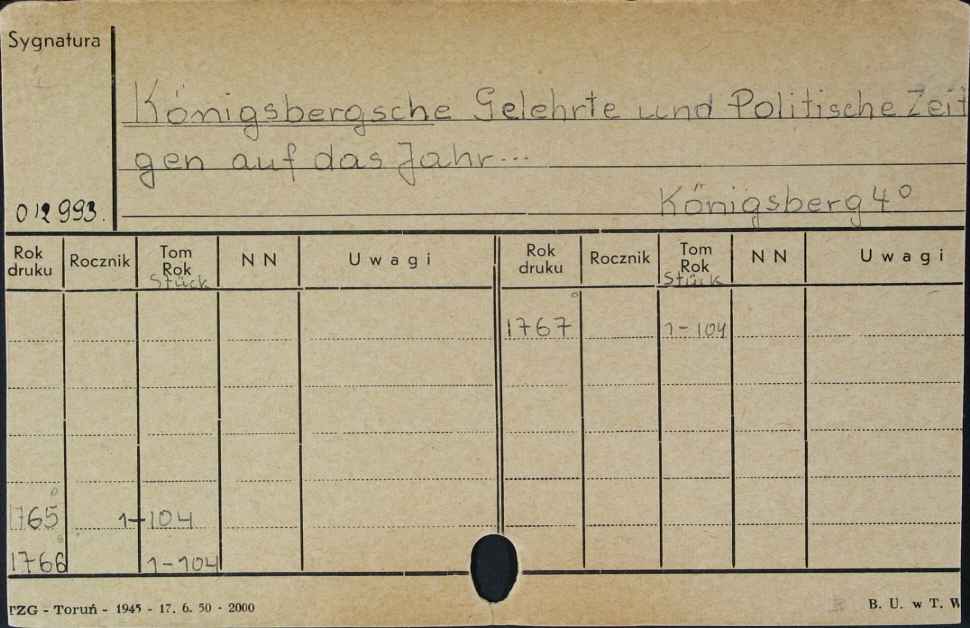 Sygnatura
Königsbergsche Gelehrte und Politische Zeit
gen auf das Jahr...
Königsberg 4°
012993.
Rok druku Rocznik Tom Rok Stück NN Uwagi Rok druku Rocznik Tom Rok Stück NN Uwagi
1767 1-104
1765 1-104
1766 1-104
TZG - Toruń - 1945 - 17. 6. 50 - 2000 B. U. w T. W